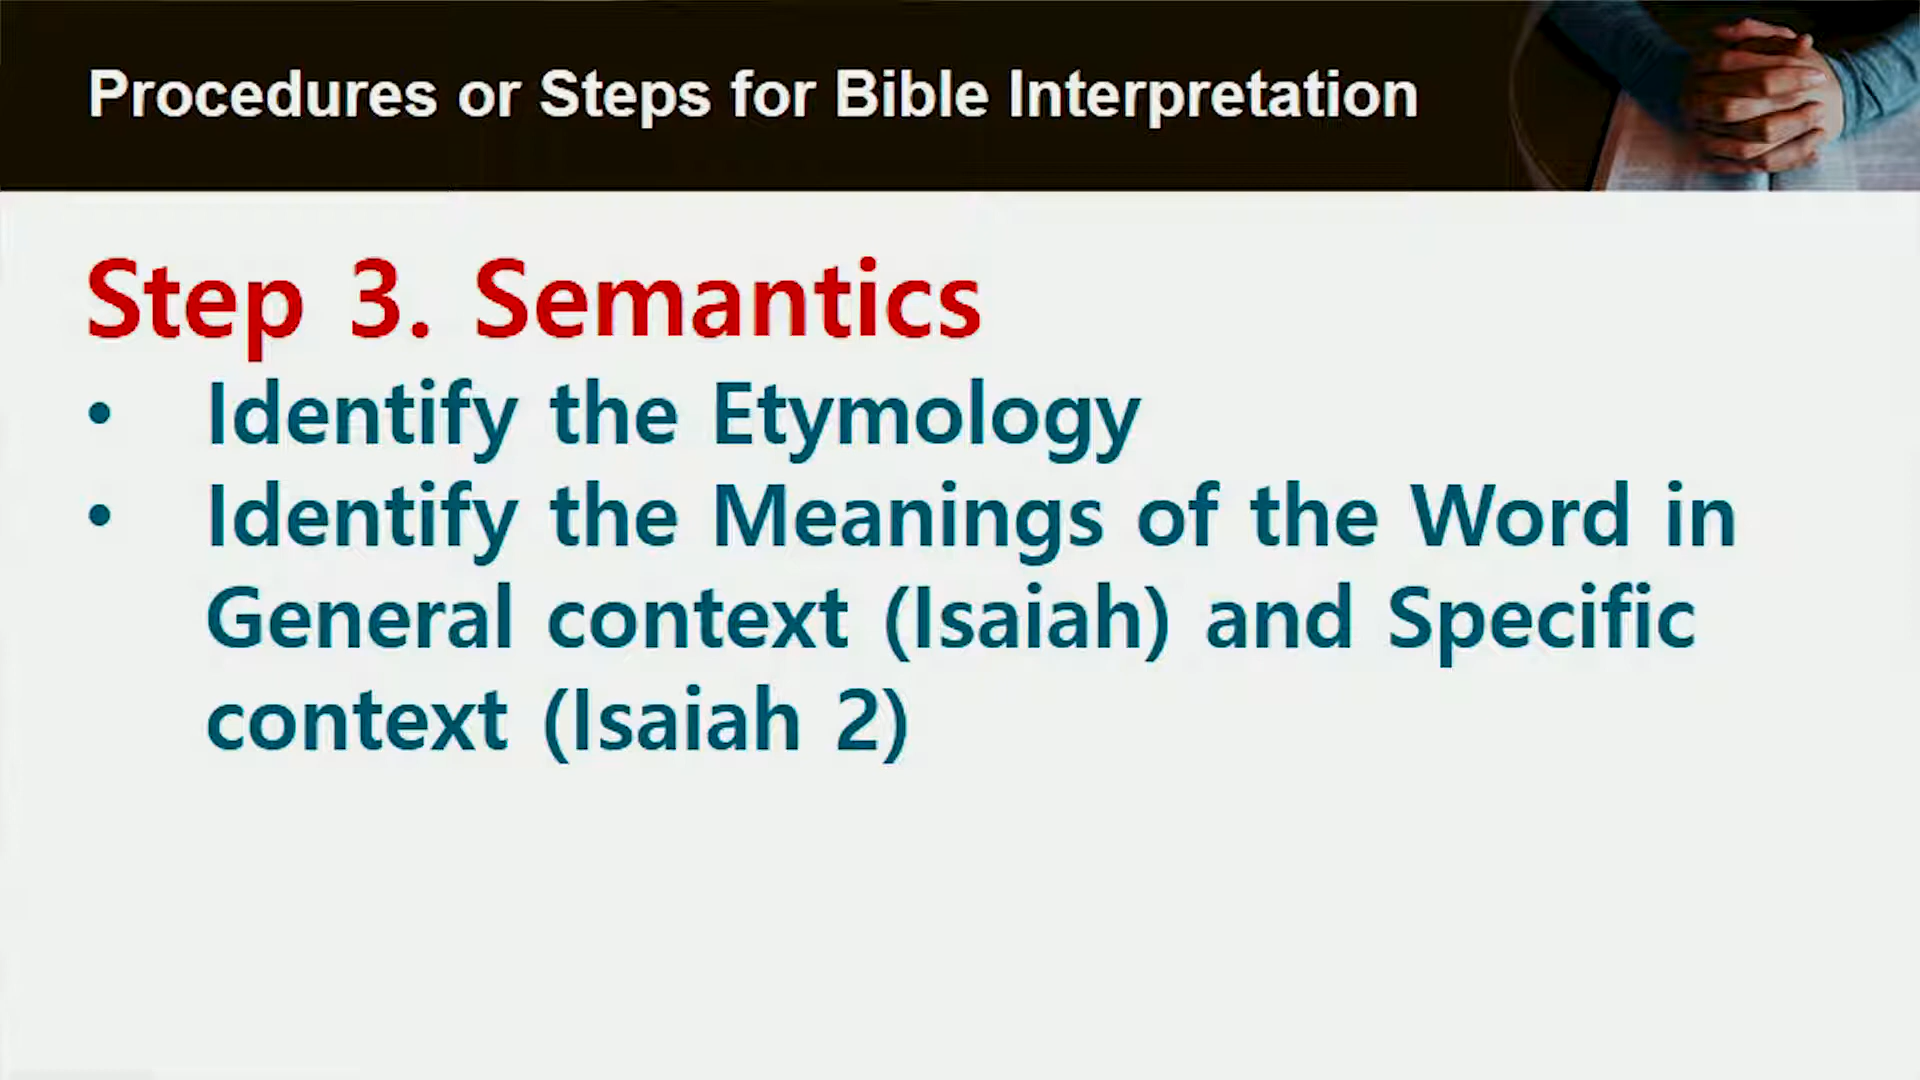 Procedures or Steps for Bible Interpretation
Step 3. Semantics
• Identify the Etymology
• Identify the Meanings of the Word in
General context (Isaiah) and Specific
context (Isaiah 2)